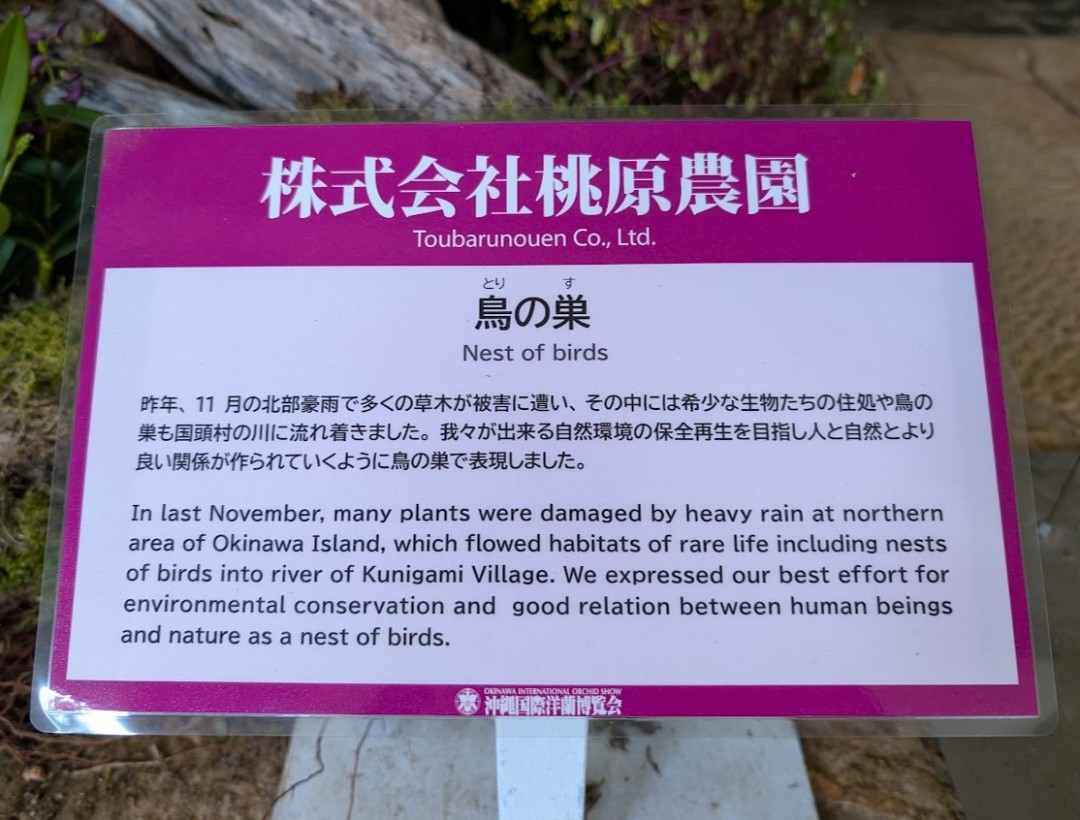 株式会社桃原農園
Toubarunouen Co., Ltd.
とり す
鳥の巣
Nest of birds
昨年、11 月の北部豪雨で多くの草木が被害に遭い、その中には希少な生物たちの住処や鳥の
巣も国頭村の川に流れ着きました。我々が出来る自然環境の保全再生を目指し人と自然とより
良い関係が作られていくように鳥の巣で表現しました。
In last November, many plants were damaged by heavy rain at northern
area of Okinawa Island, which flowed habitats of rare life including nests
of birds into river of Kunigami Village. We expressed our best effort for
environmental conservation and good relation between human beings
and nature as a nest of birds.
OKINAWA INTERNATIONAL ORCHID SHOW
沖縄国際洋蘭博覧会